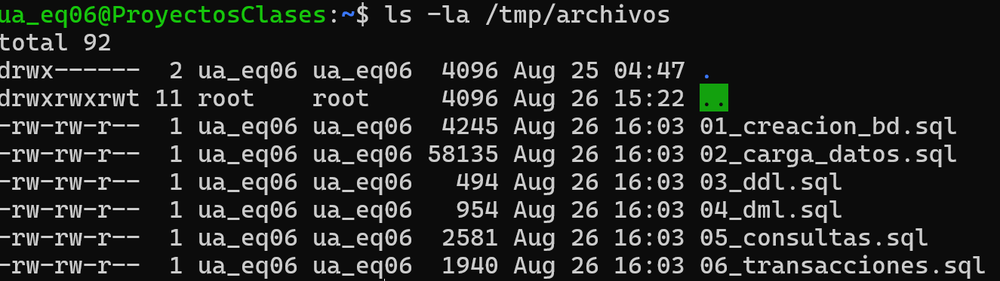 ua_eq06@ProyectosClases:~$ ls -la /tmp/archivos
total 92
drwx------  2 ua_eq06 ua_eq06  4096 Aug 25 04:47 .
drwxrwxrwt 11 root    root     4096 Aug 26 15:22 ..
-rw-rw-r--  1 ua_eq06 ua_eq06  4245 Aug 26 16:03 01_creacion_bd.sql
-rw-rw-r--  1 ua_eq06 ua_eq06 58135 Aug 26 16:03 02_carga_datos.sql
-rw-rw-r--  1 ua_eq06 ua_eq06   494 Aug 26 16:03 03_ddl.sql
-rw-rw-r--  1 ua_eq06 ua_eq06   954 Aug 26 16:03 04_dml.sql
-rw-rw-r--  1 ua_eq06 ua_eq06  2581 Aug 26 16:03 05_consultas.sql
-rw-rw-r--  1 ua_eq06 ua_eq06  1940 Aug 26 16:03 06_transacciones.sql